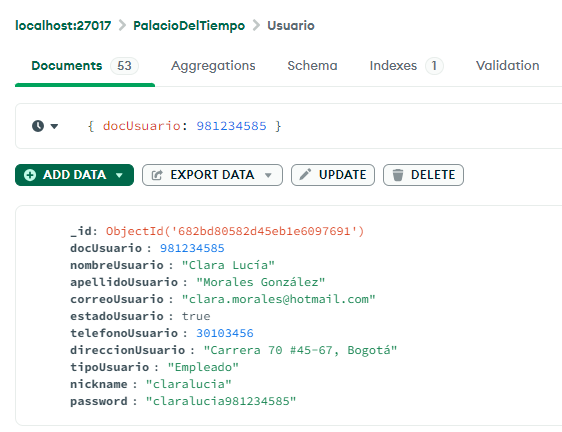 localhost:27017 > PalacioDelTiempo > Usuario
Documents 53 Aggregations Schema Indexes 1 Validation
{ docUsuario: 981234585 }
ADD DATA EXPORT DATA UPDATE DELETE
_id: ObjectId('682bd80582d45eb1e6097691')
docUsuario : 981234585
nombreUsuario : "Clara Lucía"
apellidoUsuario : "Morales González"
correoUsuario : "clara.morales@hotmail.com"
estadoUsuario : true
telefonoUsuario : 30103456
direccionUsuario : "Carrera 70 #45-67, Bogotá"
tipoUsuario : "Empleado"
nickname : "claralucia"
password : "claralucia981234585"